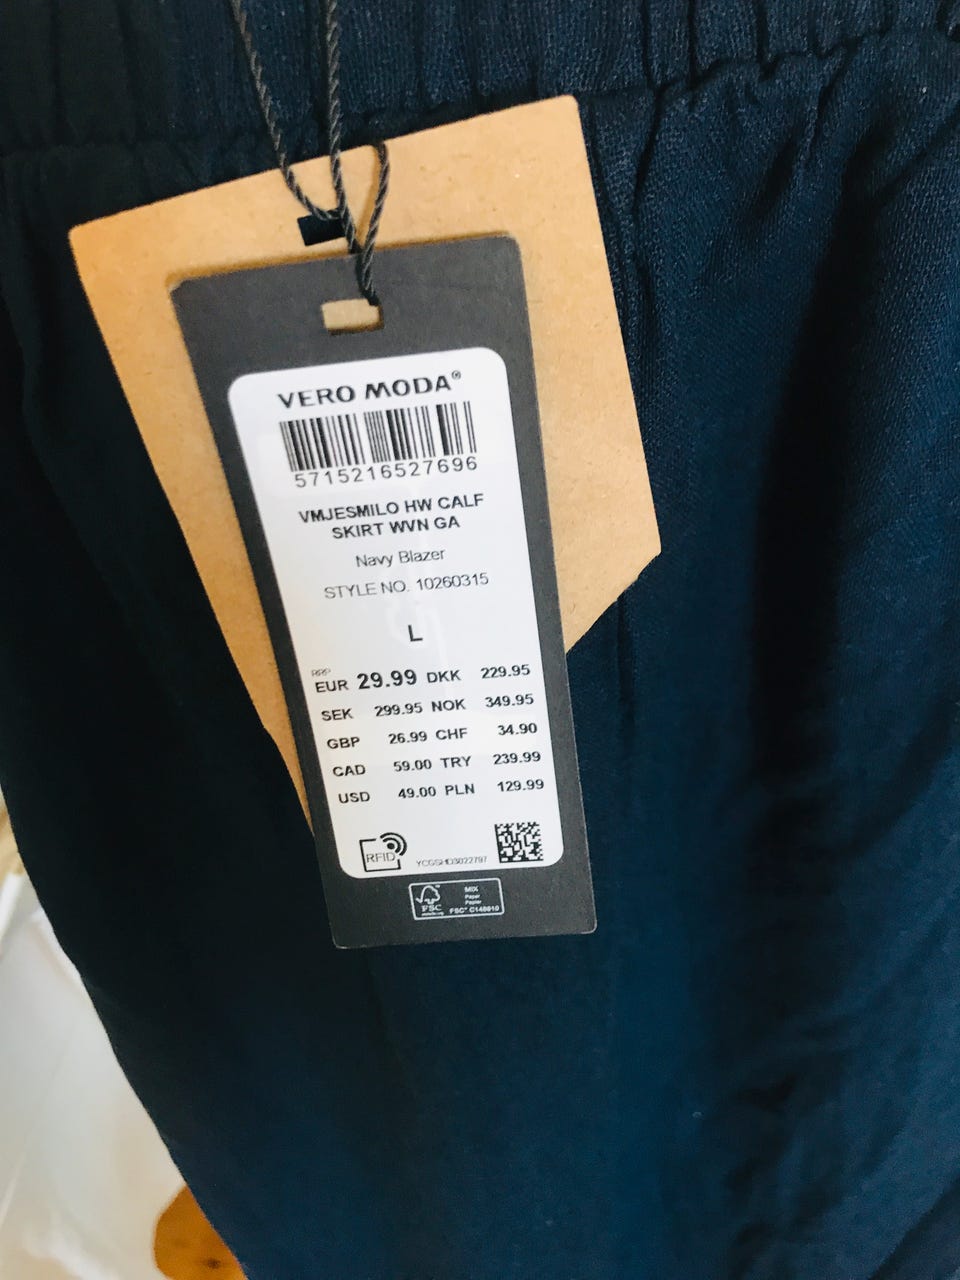 VERO MODA®
5715216527696
VMJESMILO HW CALF
SKIRT WVN GA
Navy Blazer
STYLE NO. 10260315
L
RRP
EUR 29.99 DKK 229.95
SEK 299.95 NOK 349.95
GBP 26.99 CHF 34.90
CAD 59.00 TRY 239.99
USD 49.00 PLN 129.99
RFID
MIX
Paper
FSC